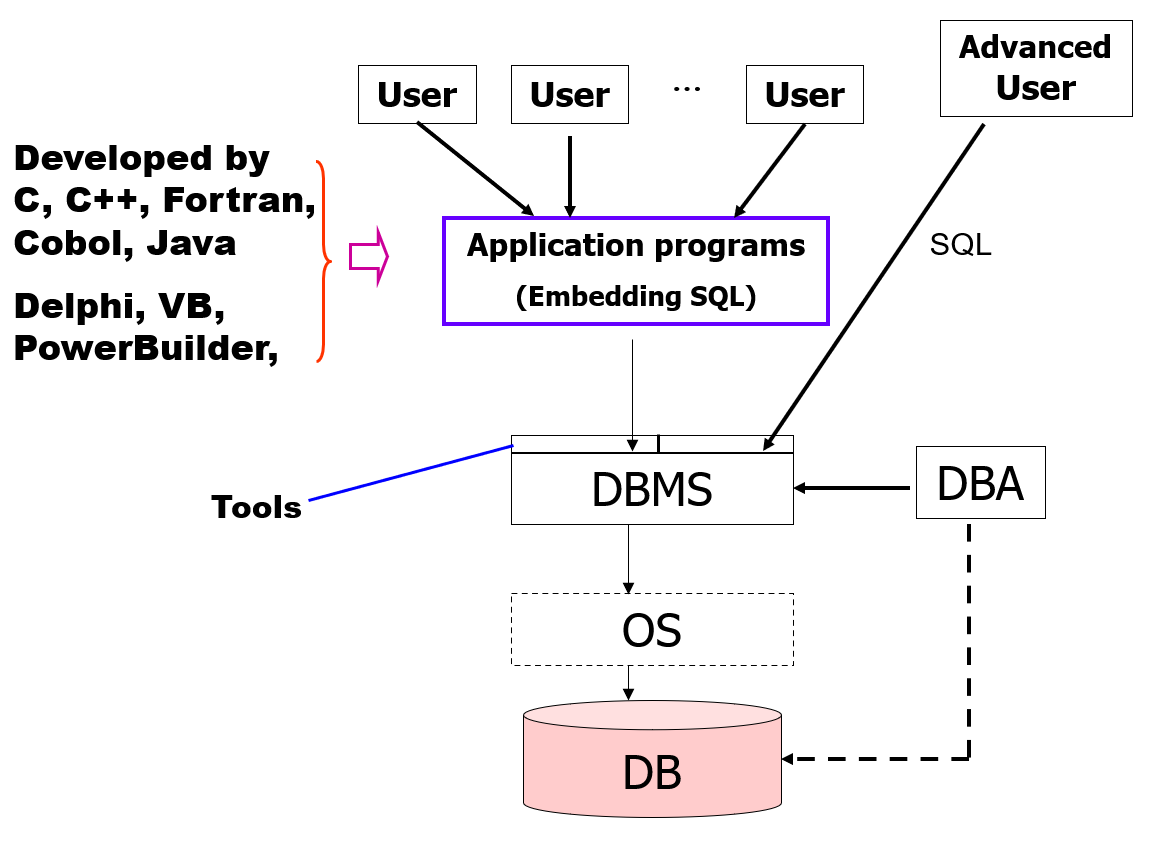 Advanced
User
User
User
...
User
Developed by
C, C++, Fortran,
Cobol, Java
Delphi, VB,
PowerBuilder,
Application programs
(Embedding SQL)
SQL
DBMS
DBA
Tools
OS
DB